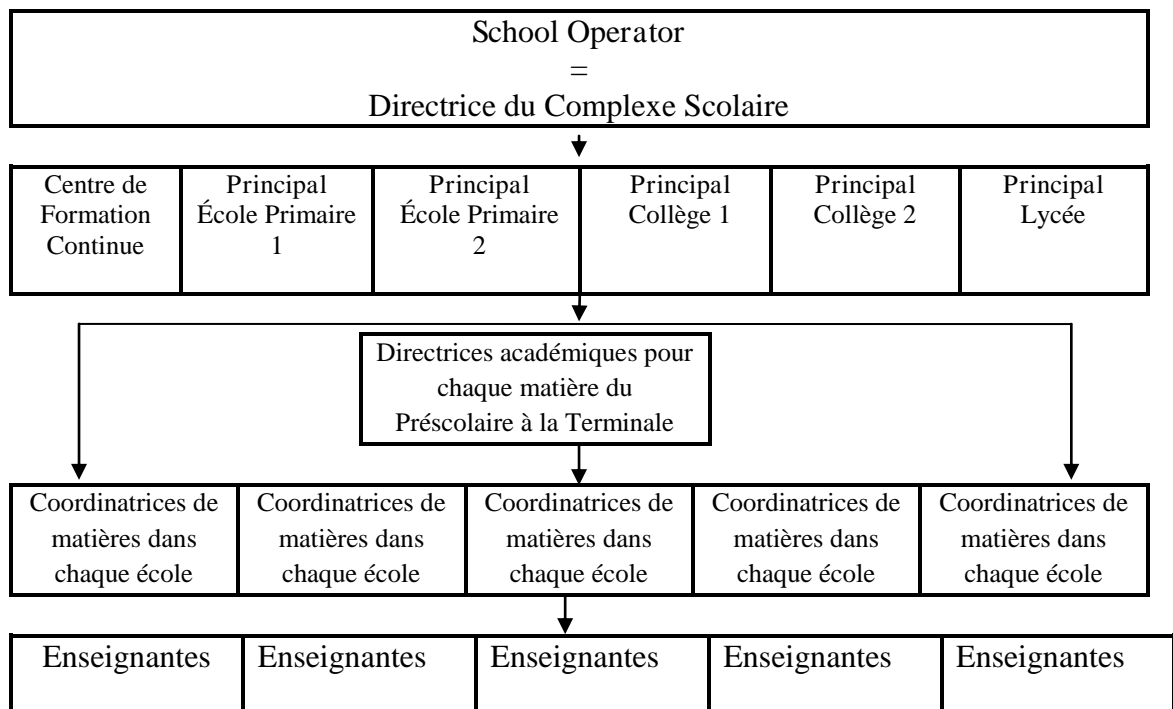 School Operator
=
Directrice du Complexe Scolaire
Centre de
Formation
Continue
Principal
École Primaire
1
Principal
École Primaire
2
Principal
Collège 1
Principal
Collège 2
Principal
Lycée
Directrices académiques pour
chaque matière du
Préscolaire à la Terminale
Coordinatrices de
matières dans
chaque école
Coordinatrices de
matières dans
chaque école
Coordinatrices de
matières dans
chaque école
Coordinatrices de
matières dans
chaque école
Coordinatrices de
matières dans
chaque école
Enseignantes
Enseignantes
Enseignantes
Enseignantes
Enseignantes